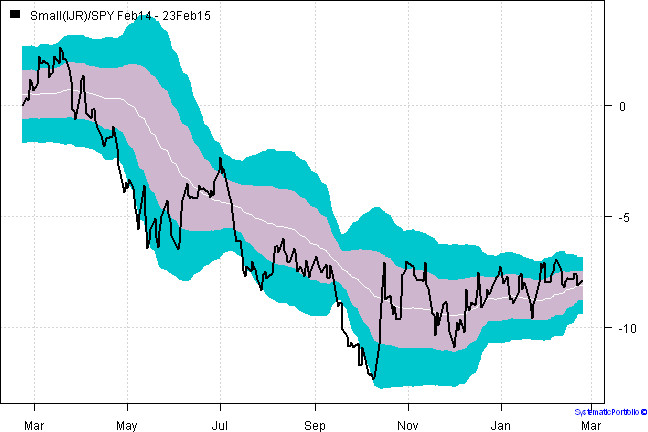 Small(IJR)/SPY Feb14 - 23Feb15
0
-5
-10
SystematicPortfolio ©
Mar May Jul Sep Nov Jan Mar